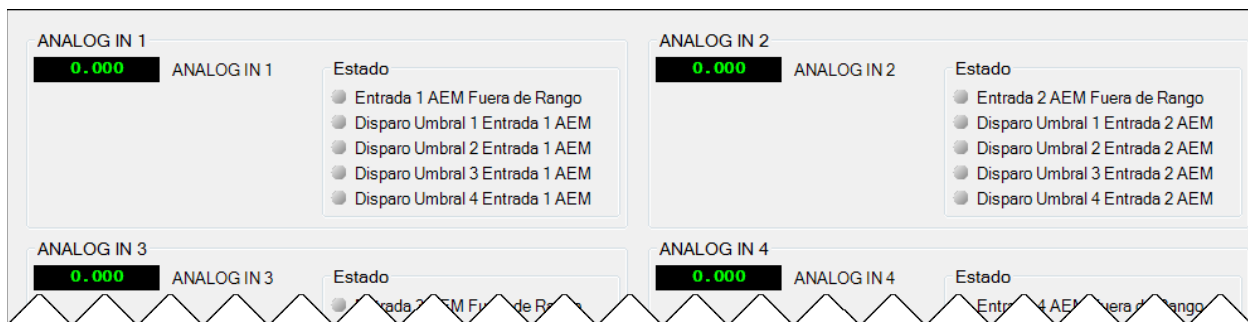 ANALOG IN 1
0.000 ANALOG IN 1
Estado
Entrada 1 AEM Fuera de Rango
Disparo Umbral 1 Entrada 1 AEM
Disparo Umbral 2 Entrada 1 AEM
Disparo Umbral 3 Entrada 1 AEM
Disparo Umbral 4 Entrada 1 AEM
ANALOG IN 2
0.000 ANALOG IN 2
Estado
Entrada 2 AEM Fuera de Rango
Disparo Umbral 1 Entrada 2 AEM
Disparo Umbral 2 Entrada 2 AEM
Disparo Umbral 3 Entrada 2 AEM
Disparo Umbral 4 Entrada 2 AEM
ANALOG IN 3
0.000 ANALOG IN 3
Estado
ANALOG IN 4
0.000 ANALOG IN 4
Estado